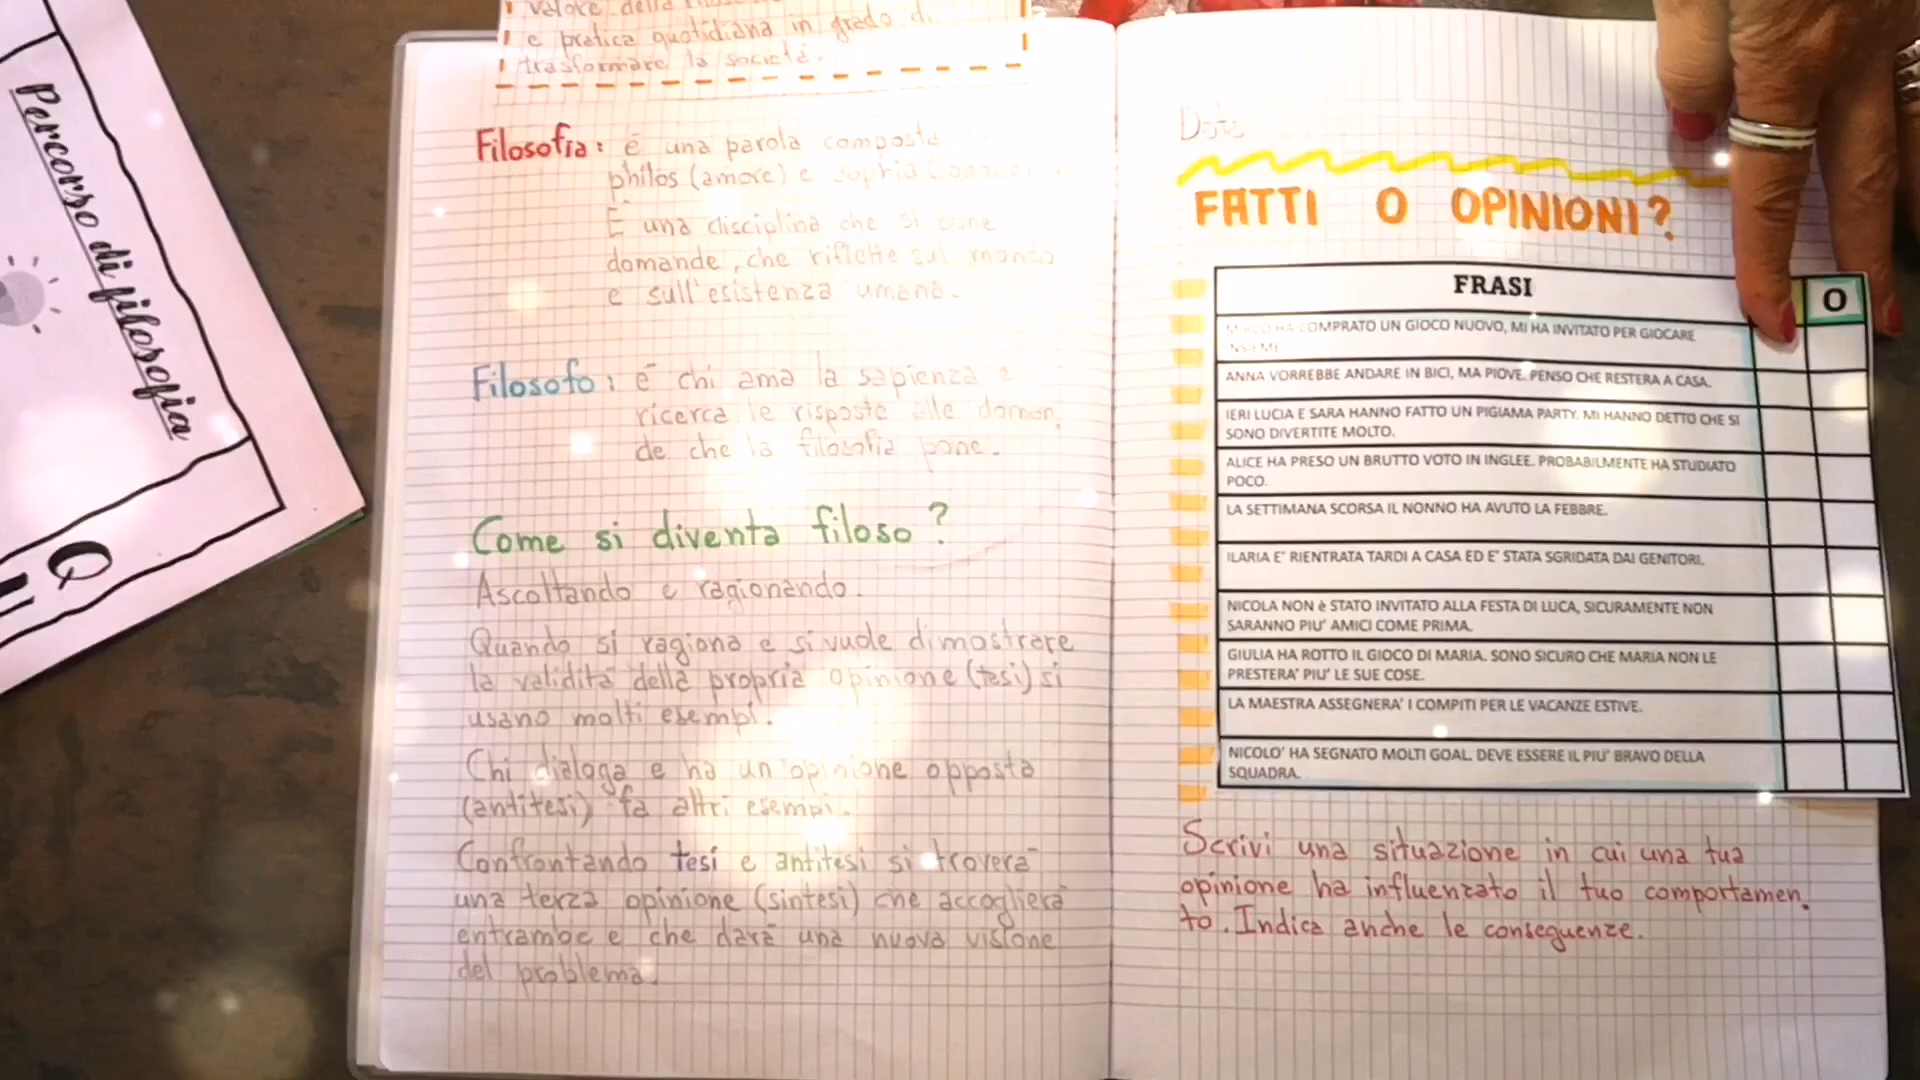 Percorso di filosofia
Q
valore della
e pratica quotidiana in grado di
trasformare la società.
Filosofia: è una parola composta
philos (amore) e
È una disciplina che si pone
domande, che riflette sul mondo
e sull'esistenza umana.
Filosofo: è chi ama la sapienza e
ricerca le risposte alle doman
de che la filosofia pone.
Come si diventa filoso?
Ascoltando e ragionando.
Quando si ragiona e si vuole dimostrare
la validità della propria opinione (tesi) si
usano molti esempi.
Chi dialoga e ha un'opinione opposta
(antitesi) fa altri esempi.
Confrontando tesi e antitesi si troverà
una terza opinione (sintesi) che accoglierà
entrambe e che darà una nuova visione
del problema.
Data
FATTI O OPINIONI?
FRASI O
HA COMPRATO UN GIOCO NUOVO, MI HA INVITATO PER GIOCARE
INSIEME
ANNA VORREBBE ANDARE IN BICI, MA PIOVE. PENSO CHE RESTERA A CASA.
IERI LUCIA E SARA HANNO FATTO UN PIGIAMA PARTY. MI HANNO DETTO CHE SI
SONO DIVERTITE MOLTO.
ALICE HA PRESO UN BRUTTO VOTO IN INGLEE. PROBABILMENTE HA STUDIATO
POCO.
LA SETTIMANA SCORSA IL NONNO HA AVUTO LA FEBBRE.
ILARIA E' RIENTRATA TARDI A CASA ED E' STATA SGRIDATA DAI GENITORI.
NICOLA NON è STATO INVITATO ALLA FESTA DI LUCA, SICURAMENTE NON
SARANNO PIU' AMICI COME PRIMA.
GIULIA HA ROTTO IL GIOCO DI MARIA. SONO SICURO CHE MARIA NON LE
PRESTERA' PIU' LE SUE COSE.
LA MAESTRA ASSEGNERA' I COMPITI PER LE VACANZE ESTIVE.
NICOLO' HA SEGNATO MOLTI GOAL. DEVE ESSERE IL PIU' BRAVO DELLA
SQUADRA.
Scrivi una situazione in cui una tua
opinione ha influenzato il tuo comportamen
to. Indica anche le conseguenze.